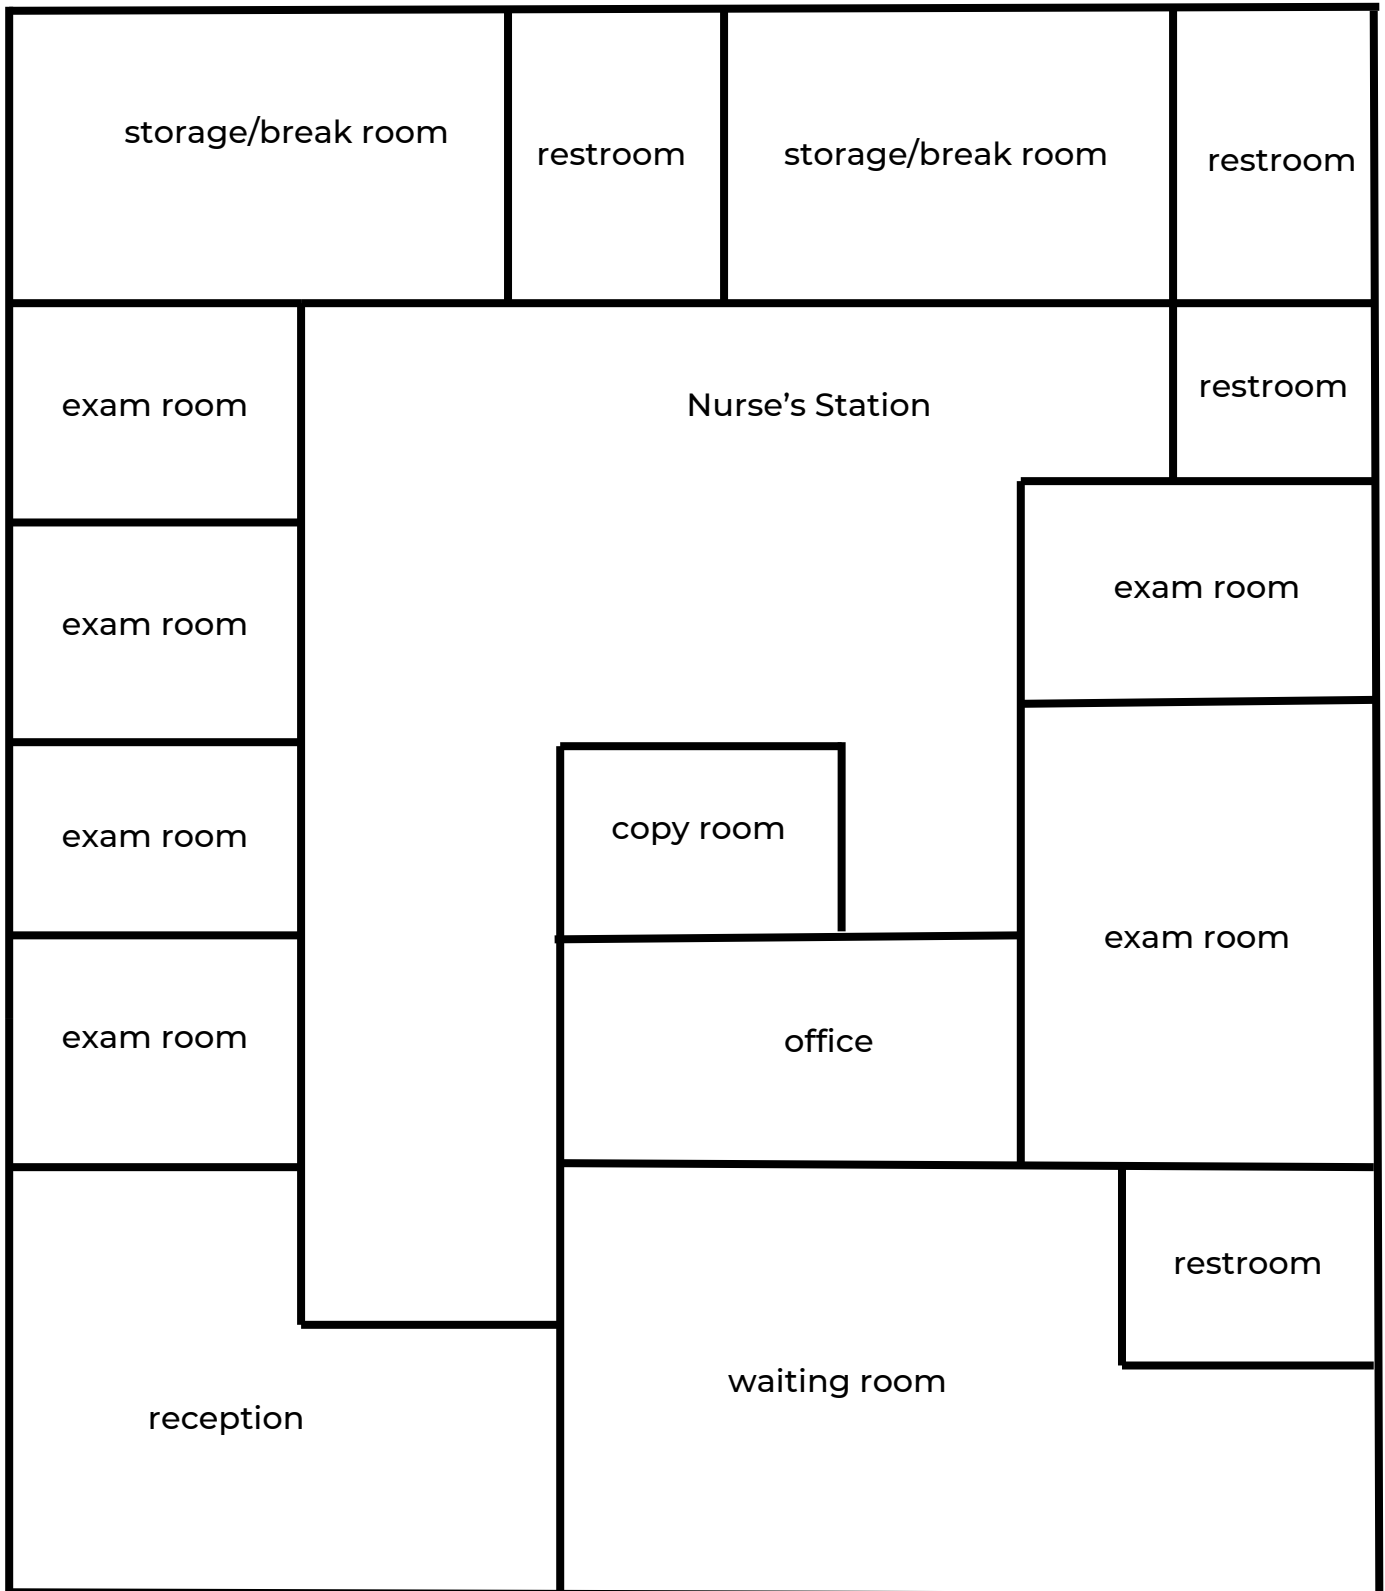 storage/break room
restroom
storage/break room
restroom
exam room
Nurse’s Station
restroom
exam room
exam room
exam room
copy room
exam room
exam room
office
restroom
waiting room
reception